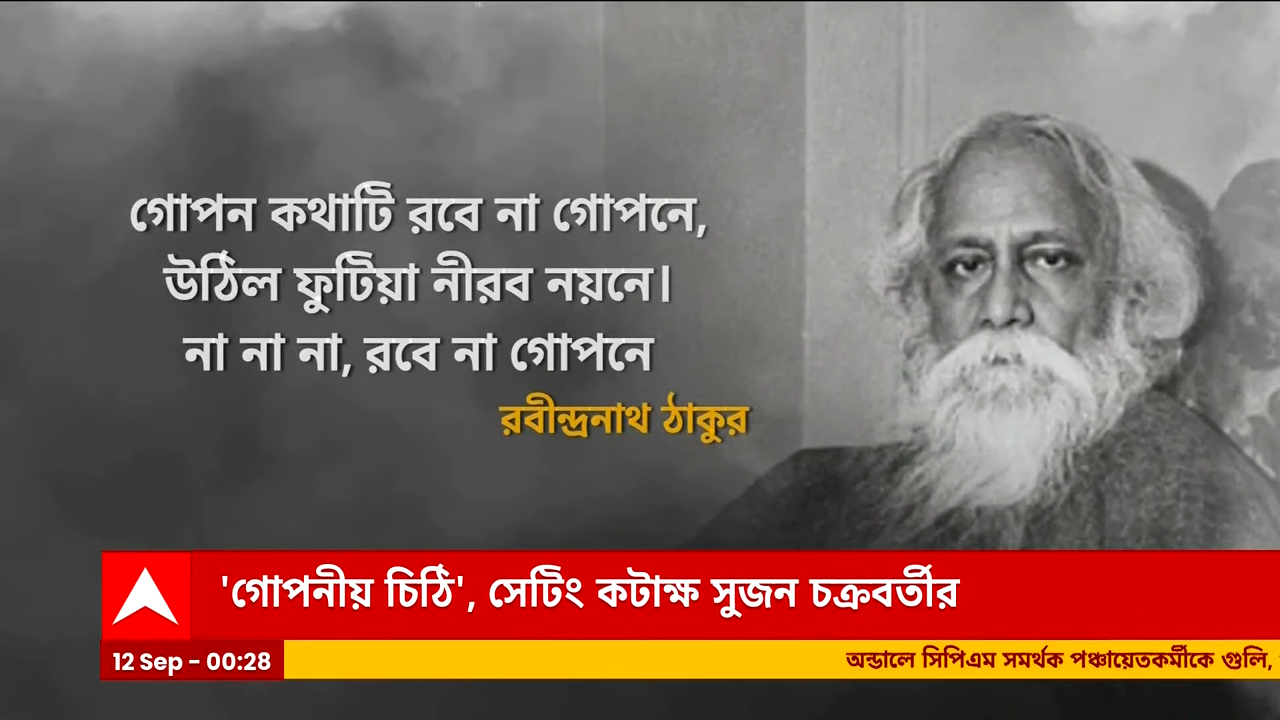 গোপন কথাটি রবে না গোপনে,
উঠিল ফুটিয়া নীরব নয়নে।
না না না, রবে না গোপনে
রবীন্দ্রনাথ ঠাকুর
'গোপনীয় চিঠি', সেটিং কটাক্ষ সুজন চক্রবর্তীর
12 Sep - 00:28
অন্ডালে সিপিএম সমর্থক পঞ্চায়েতকর্মীকে গুলি,